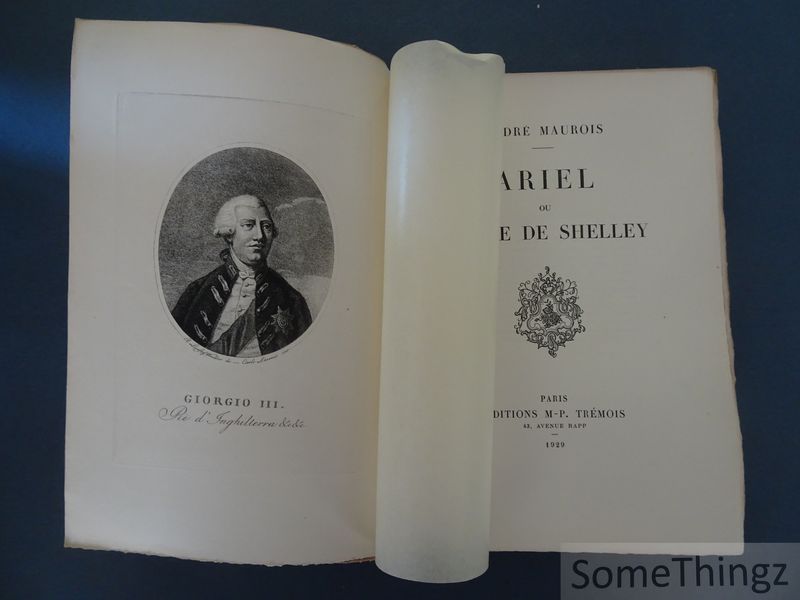 GIORGIO III.
Re d'Inghilterra &c &c.
DRÉ MAUROIS
ARIEL
OU
E DE SHELLEY
PARIS
DITIONS M-P. TRÉMOIS
43, AVENUE RAPP
1929
SomeThingz